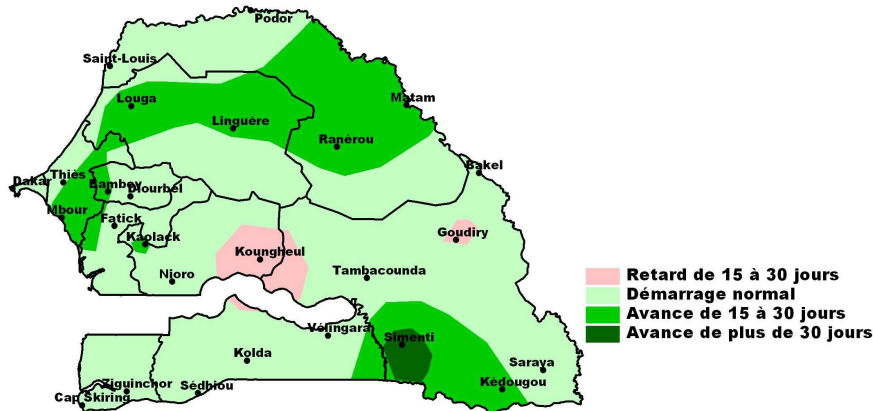 Podor
Saint-Louis
Louga
Matam
Linguère
Ranérou
Bakel
Dakar
Thiès
Bambey
Diourbel
Mbour
Fatick
Kaolack
Goudiry
Koungheul
Nioro
Tambacounda
Vélingara
Simenti
Kolda
Saraya
Kédougou
Ziguinchor
Sédhiou
Cap Skiring
Retard de 15 à 30 jours
Démarrage normal
Avance de 15 à 30 jours
Avance de plus de 30 jours